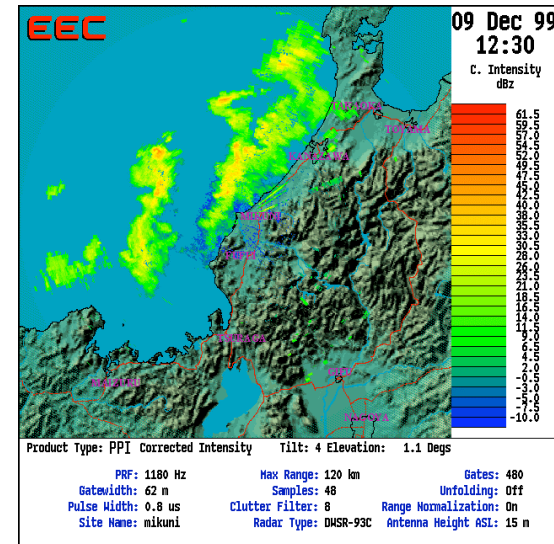 EEC
09 Dec 99
12:30
C. Intensity
dBz
61.5
59.5
57.0
54.5
52.0
49.5
47.5
45.0
42.5
40.0
38.0
35.5
33.0
30.5
28.0
26.0
23.5
21.0
18.5
16.5
14.0
11.5
9.0
6.5
4.5
2.0
-0.5
-3.0
-5.0
-7.5
-10.0
TOYAMA
KANAZAWA
TSURUGA
GIFU
NAGOYA
Product Type: PPI Corrected Intensity Tilt: 4 Elevation: 1.1 Degs
PRF: 1180 Hz Max Range: 120 km Gates: 480
Gatewidth: 62 m Samples: 48 Unfolding: Off
Pulse Width: 0.8 us Clutter Filter: 8 Range Normalization: On
Site Name: mikuni Radar Type: DWSR-93C Antenna Height ASL: 15 m